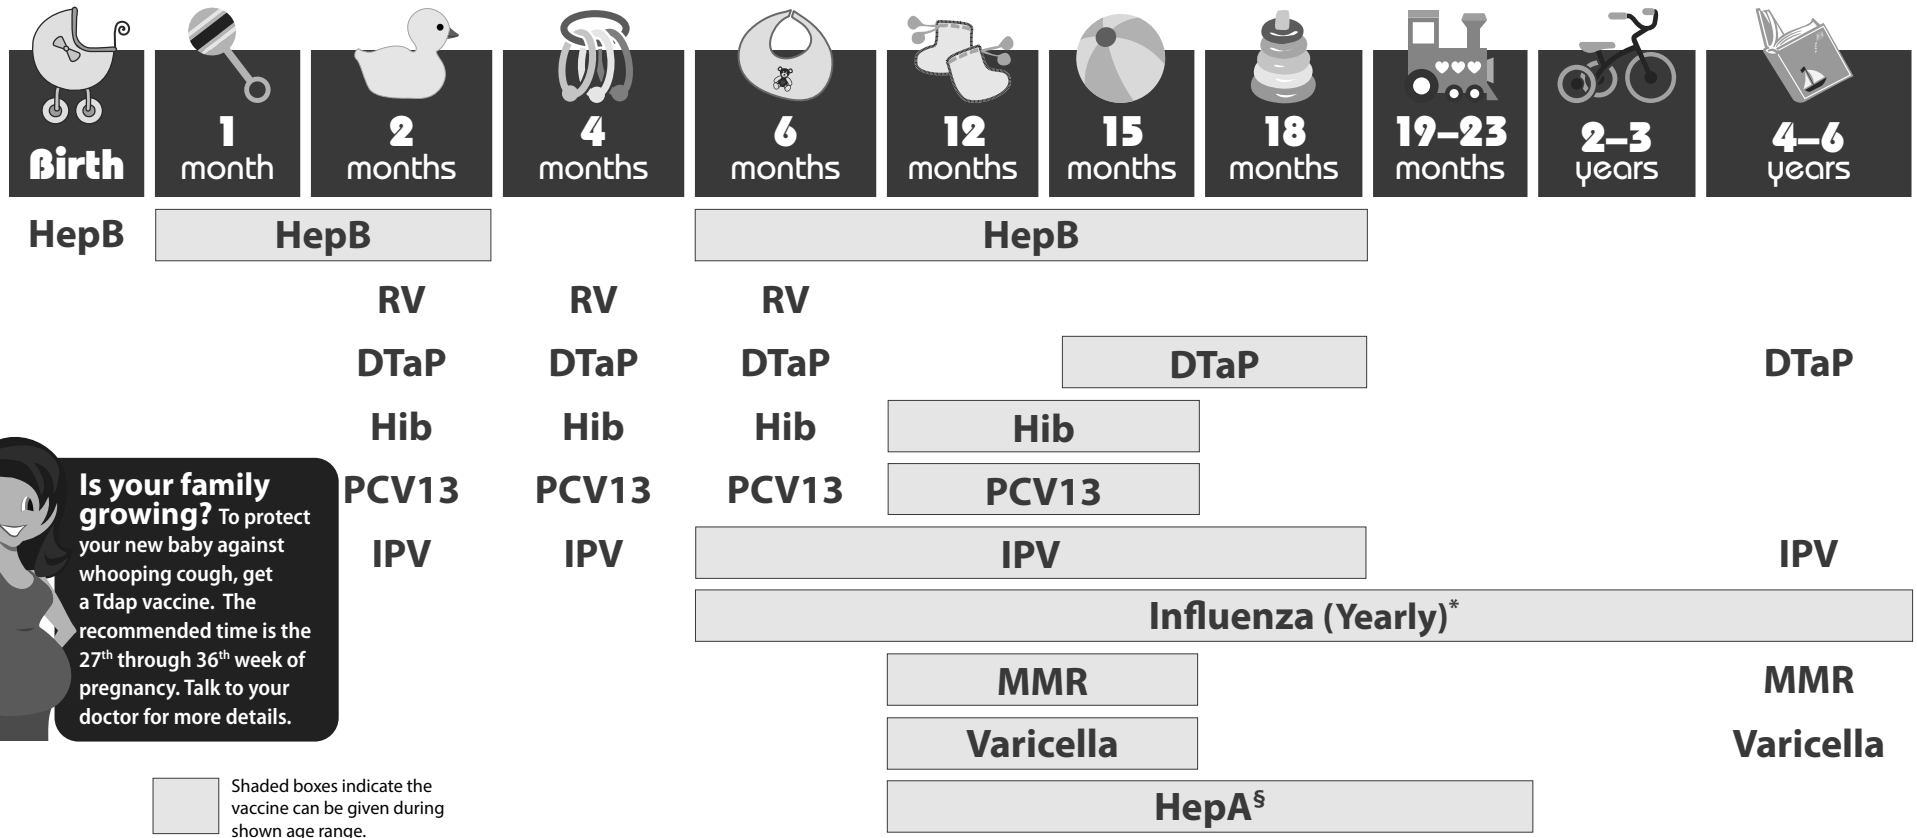 Birth
1
month
2
months
4
months
6
months
12
months
15
months
18
months
19–23
months
2–3
years
4–6
years
HepB HepB HepB
RV RV RV
DTaP DTaP DTaP DTaP DTaP
Hib Hib Hib Hib
PCV13 PCV13 PCV13 PCV13
IPV IPV IPV IPV
Influenza (Yearly)*
MMR MMR
Varicella Varicella
HepA§
Is your family
growing? To protect
your new baby against
whooping cough, get
a Tdap vaccine. The
recommended time is the
27th through 36th week of
pregnancy. Talk to your
doctor for more details.
Shaded boxes indicate the
vaccine can be given during
shown age range.